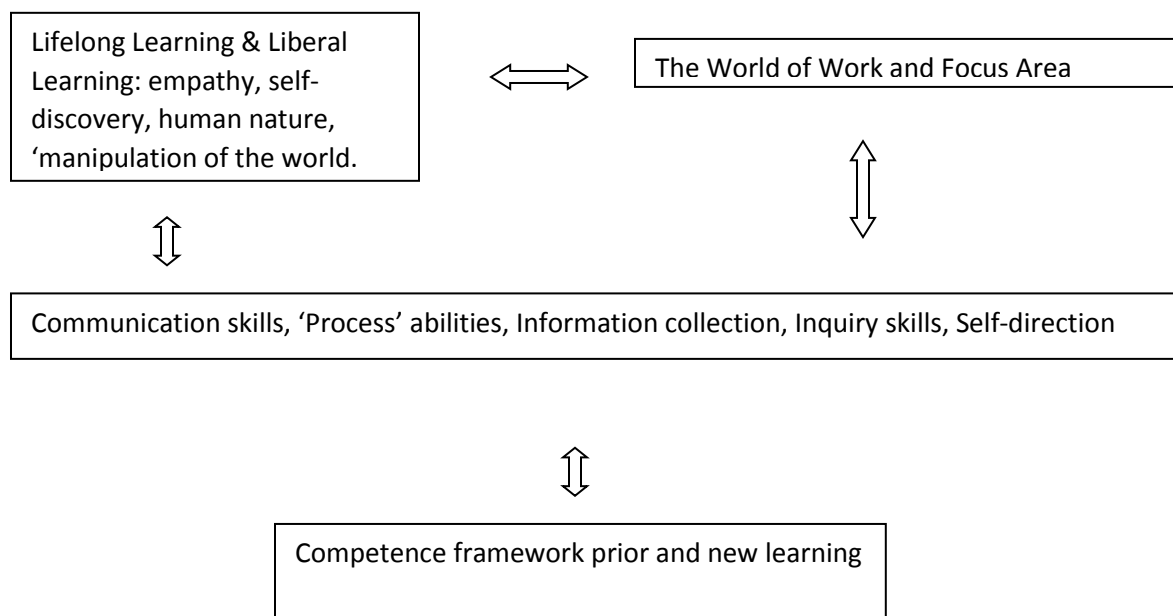 Lifelong Learning & Liberal
Learning: empathy, self-
discovery, human nature,
‘manipulation of the world.
The World of Work and Focus Area
Communication skills, ‘Process’ abilities, Information collection, Inquiry skills, Self-direction
Competence framework prior and new learning